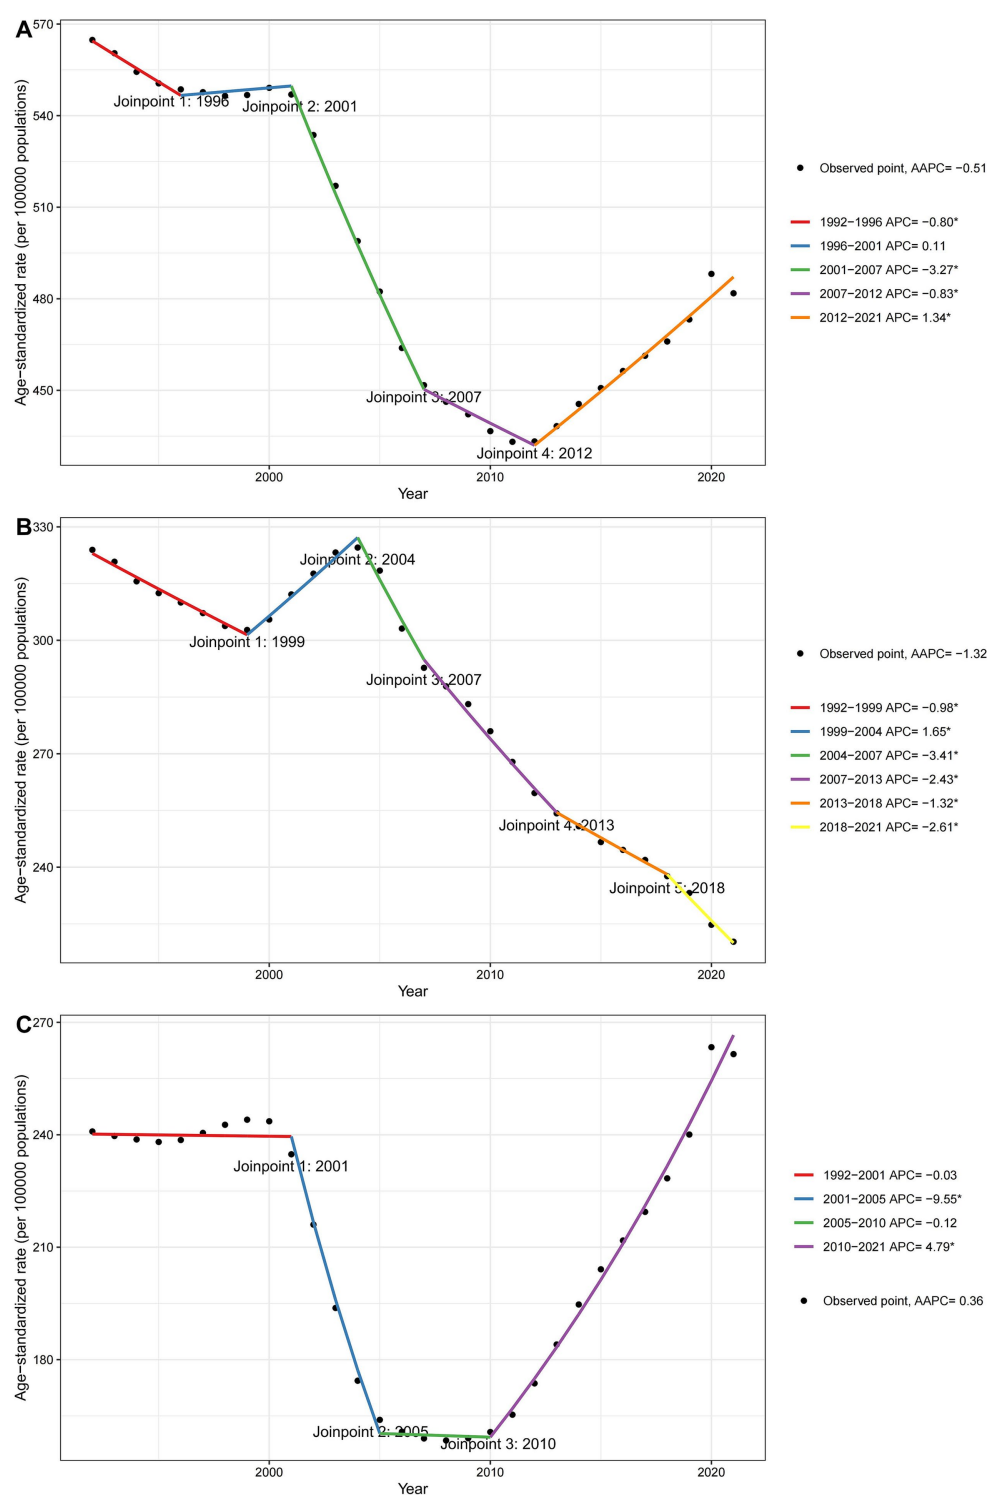 A
570
540
510
480
450
Age−standardized rate (per 100000 populations)
Joinpoint 1: 1996
Joinpoint 2: 2001
Joinpoint 3: 2007
Joinpoint 4: 2012
2000
2010
2020
Year
Observed point, AAPC= −0.51
1992−1996 APC= −0.80*
1996−2001 APC= 0.11
2001−2007 APC= −3.27*
2007−2012 APC= −0.83*
2012−2021 APC= 1.34*
B
330
300
270
240
Age−standardized rate (per 100000 populations)
Joinpoint 2: 2004
Joinpoint 1: 1999
Joinpoint 3: 2007
Joinpoint 4: 2013
Joinpoint 5: 2018
2000
2010
2020
Year
Observed point, AAPC= −1.32
1992−1999 APC= −0.98*
1999−2004 APC= 1.65*
2004−2007 APC= −3.41*
2007−2013 APC= −2.43*
2013−2018 APC= −1.32*
2018−2021 APC= −2.61*
C
270
240
210
180
Age−standardized rate (per 100000 populations)
Joinpoint 1: 2001
Joinpoint 2: 2005
Joinpoint 3: 2010
2000
2010
2020
Year
1992−2001 APC= −0.03
2001−2005 APC= −9.55*
2005−2010 APC= −0.12
2010−2021 APC= 4.79*
Observed point, AAPC= 0.36